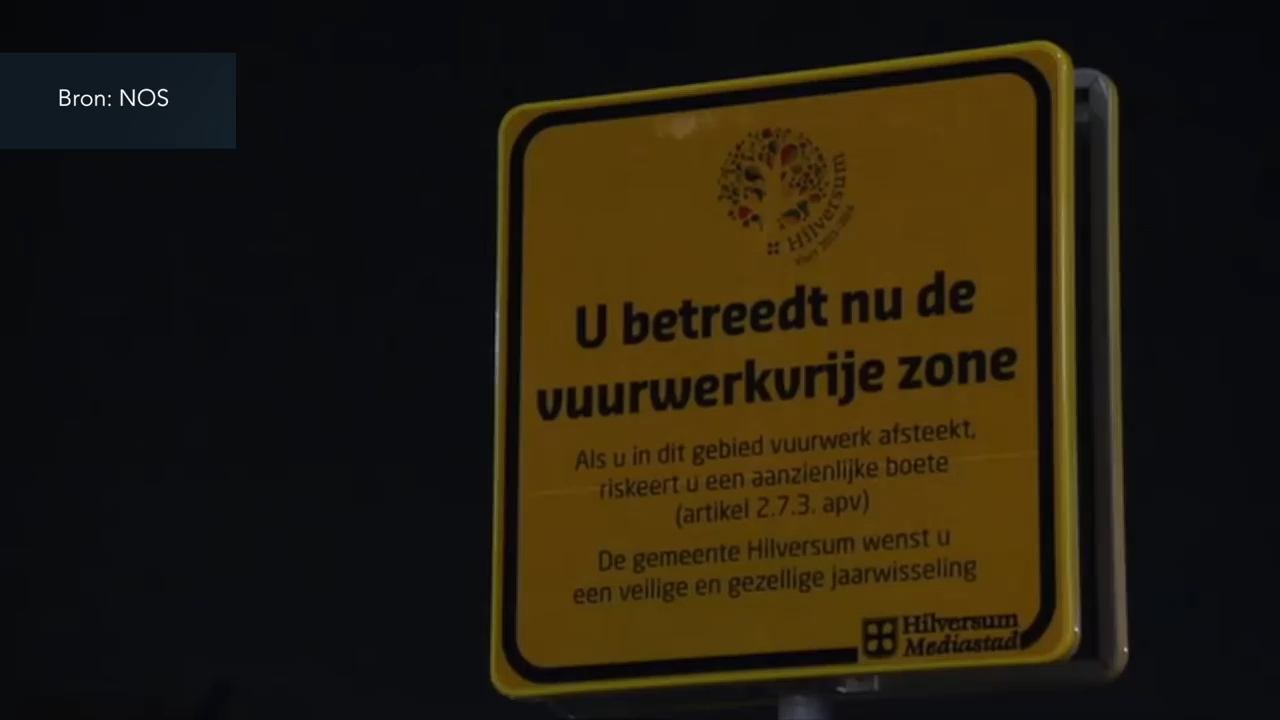 Bron: NOS
Hilversum
U betreedt nu de
vuurwerkvrije zone
Als u in dit gebied vuurwerk afsteekt,
riskeert u een aanzienlijke boete
(artikel 2.7.3. apv)
De gemeente Hilversum wenst u
een veilige en gezellige jaarwisseling
Hilversum
Mediastad